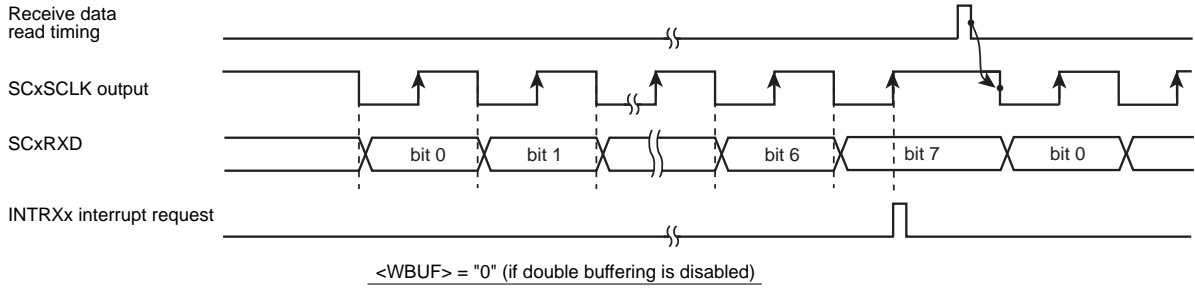 Receive data
read timing
SCxSCLK output
SCxRXD
bit 0
bit 1
bit 6
bit 7
bit 0
INTRXx interrupt request
<WBUF> = "0" (if double buffering is disabled)